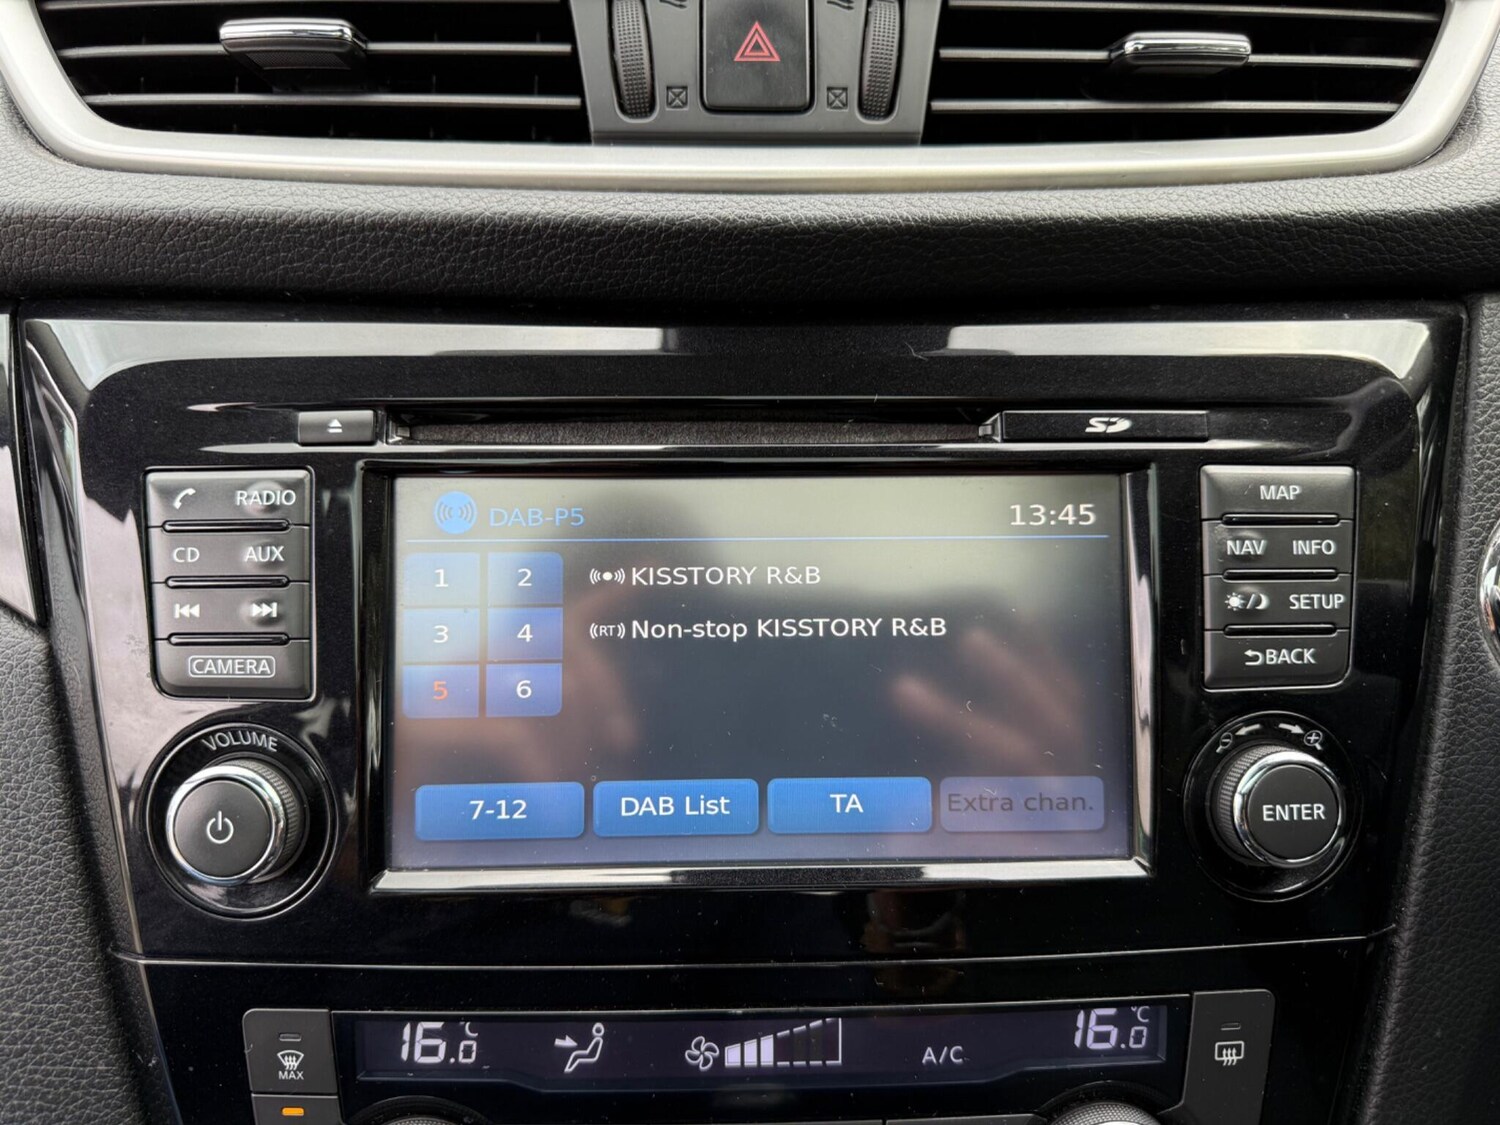 SD
RADIO
CD AUX
CAMERA
VOLUME
DAB-P5 13:45
1 2
3 4
5 6
KISSTORY R&B
(RT) Non-stop KISSTORY R&B
7-12 DAB List TA Extra chan.
MAP
NAV INFO
SETUP
BACK
ENTER
MAX
16.0 °C
A/C
16.0 °C